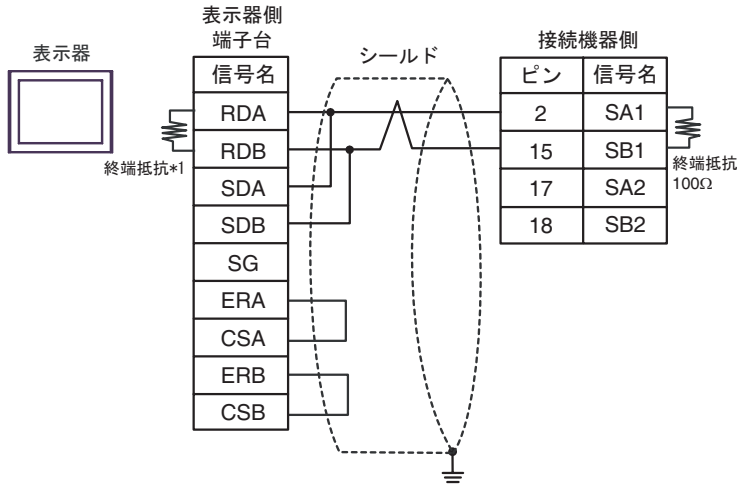 表示器
表示器側
端子台
信号名
RDA
RDB
SDA
SDB
SG
ERA
CSA
ERB
CSB
終端抵抗*1
シールド
接続機器側
ピン 信号名
2 SA1
15 SB1
17 SA2
18 SB2
終端抵抗
100Ω